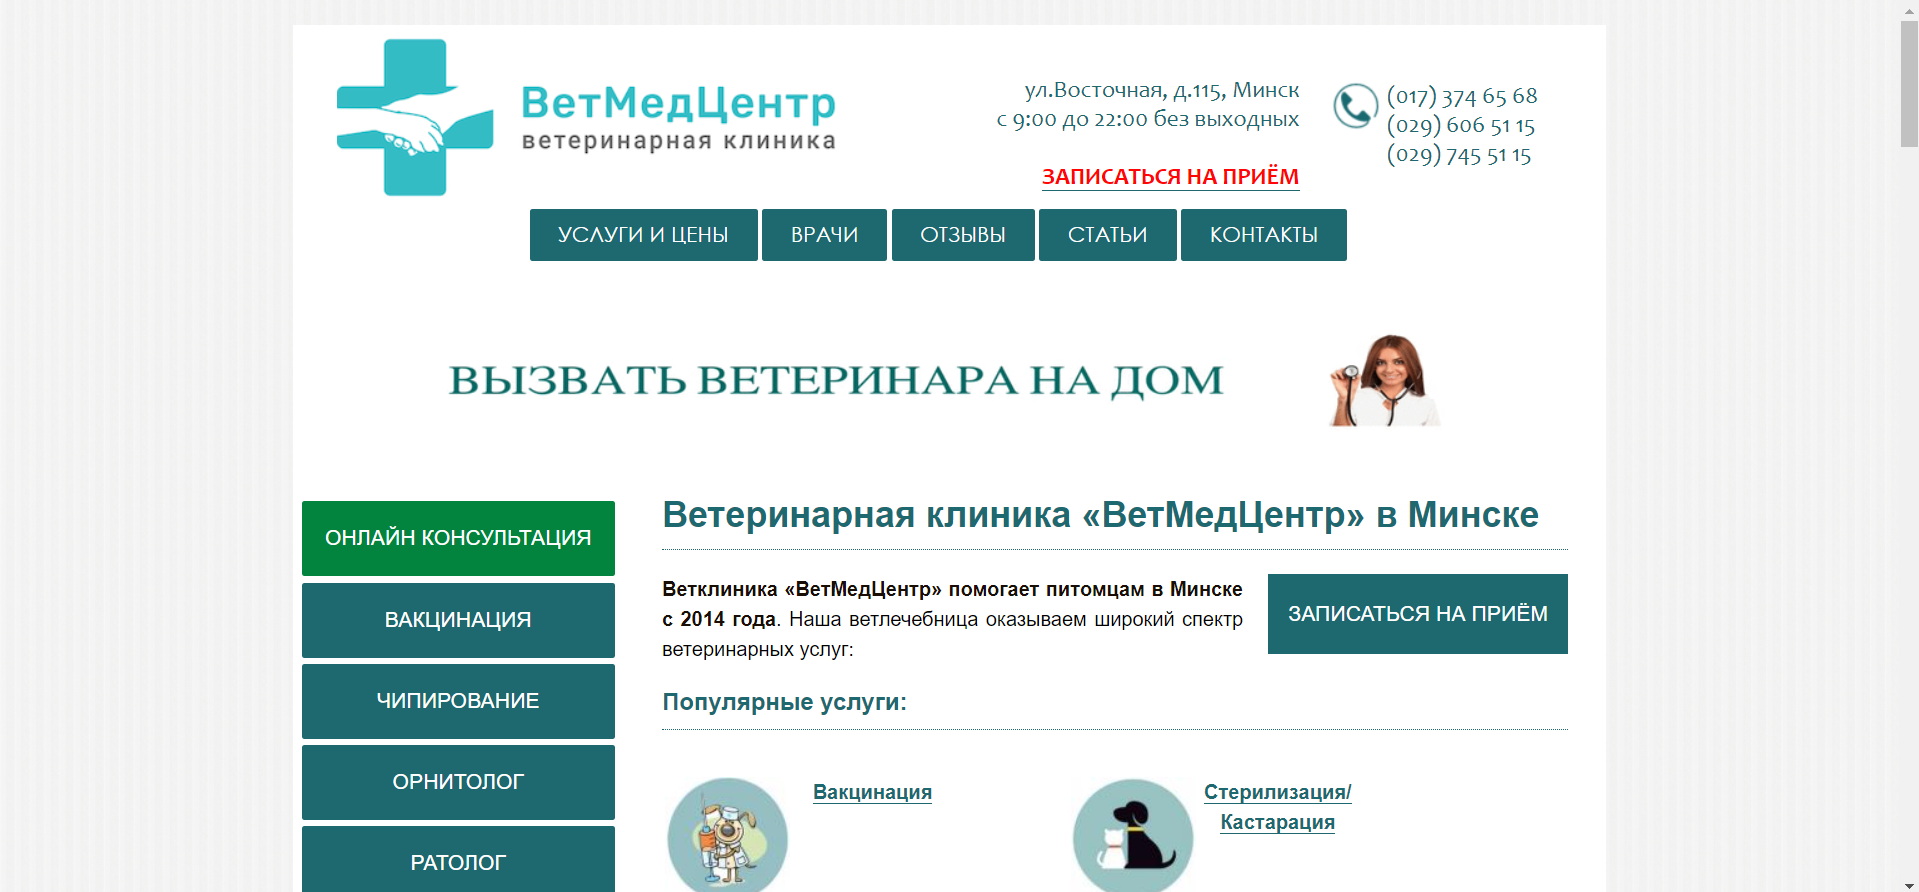 ВетМедЦентр
ветеринарная клиника
ул.Восточная, д.115, Минск
с 9:00 до 22:00 без выходных
ЗАПИСАТЬСЯ НА ПРИЁМ
(017) 374 65 68
(029) 606 51 15
(029) 745 51 15
УСЛУГИ И ЦЕНЫ
ВРАЧИ
ОТЗЫВЫ
СТАТЬИ
КОНТАКТЫ
ВЫЗВАТЬ ВЕТЕРИНАРА НА ДОМ
ОНЛАЙН КОНСУЛЬТАЦИЯ
ВАКЦИНАЦИЯ
ЧИПИРОВАНИЕ
ОРНИТОЛОГ
РАТОЛОГ
Ветеринарная клиника «ВетМедЦентр» в Минске
Ветклиника «ВетМедЦентр» помогает питомцам в Минске
с 2014 года. Наша ветлечебница оказываем широкий спектр
ветеринарных услуг:
ЗАПИСАТЬСЯ НА ПРИЁМ
Популярные услуги:
Вакцинация
Стерилизация/
Кастарация